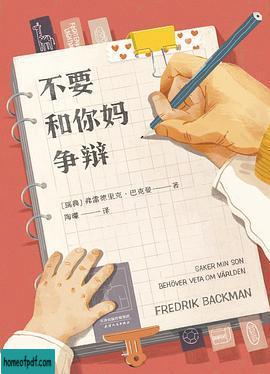 不要
和你妈
争辩
[瑞典] 弗雷德里克·巴克曼——著
陶曚——译
SAKER MIN SON
BEHÖVER VETA OM VÄRLDEN
FREDRIK BACKMAN
homeofpdf.com